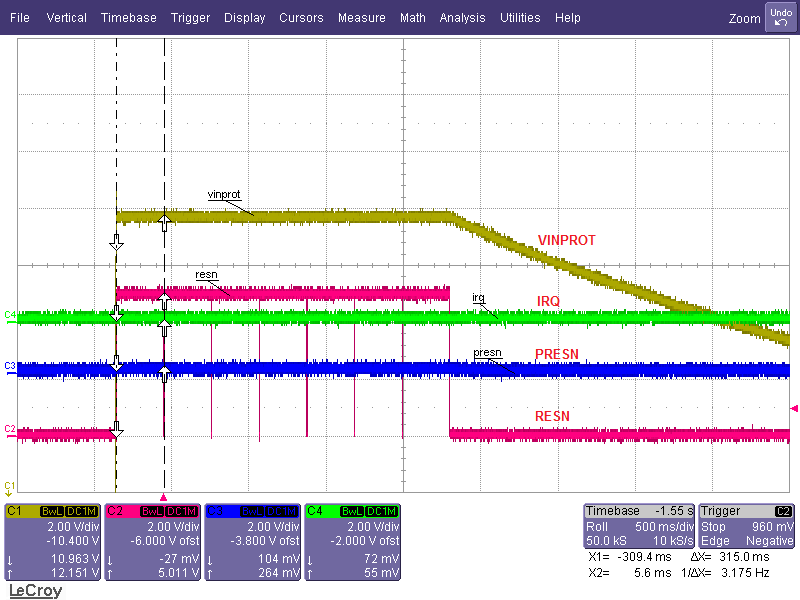 File Vertical Timebase Trigger Display Cursors Measure Math Analysis Utilities Help Zoom Undo
vinprot
VINPROT
resn
irq
IRQ
C4
presn
PRESN
C3
RESN
C2
C1
C1 BwL DC1M C2 BwL DC1M C3 BwL DC1M C4 BwL DC1M Timebase -1.55 s Trigger C2
2.00 V/div 2.00 V/div 2.00 V/div 2.00 V/div Roll 500 ms/div Stop 960 mV
-10.400 V -6.000 V ofst -3.800 V ofst -2.000 V ofst 50.0 kS 10 kS/s Edge Negative
↓ 10.963 V ↓ -27 mV ↓ 104 mV ↓ 72 mV X1= -309.4 ms ΔX= 315.0 ms
↑ 12.151 V ↑ 5.011 V ↑ 264 mV ↑ 55 mV X2= 5.6 ms 1/ΔX= 3.175 Hz
LeCroy